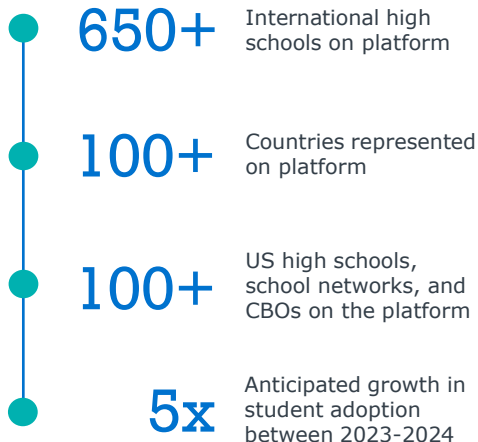 650+
International high
schools on platform
100+
Countries represented
on platform
100+
US high schools,
school networks, and
CBOs on the platform
5x
Anticipated growth in
student adoption
between 2023-2024